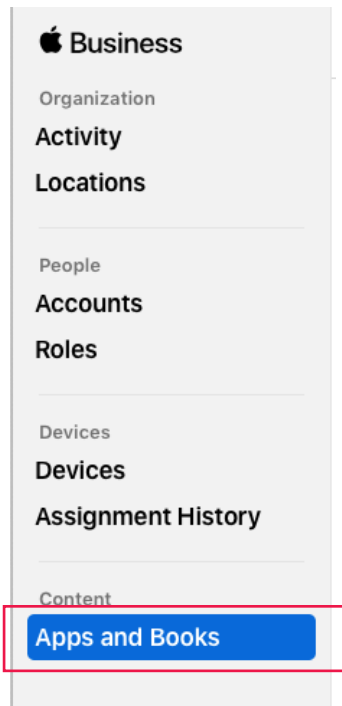 Business
Organization
Activity
Locations
People
Accounts
Roles
Devices
Devices
Assignment History
Content
Apps and Books